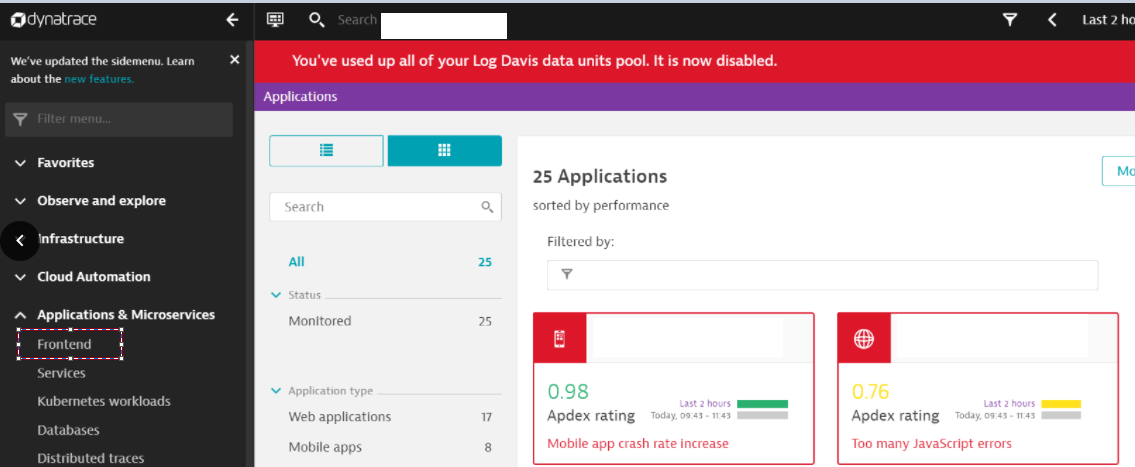 dynatrace
Search
Last 2 ho
We've updated the sidemenu. Learn
about the new features.
You've used up all of your Log Davis data units pool. It is now disabled.
Applications
Filter menu...
Favorites
Observe and explore
Infrastructure
Cloud Automation
Applications & Microservices
Frontend
Services
Kubernetes workloads
Databases
Distributed traces
Search
All 25
Status
Monitored 25
Application type
Web applications 17
Mobile apps 8
25 Applications
Mo
sorted by performance
Filtered by:
0.98
Last 2 hours
Apdex rating Today, 09:43 - 11:43
Mobile app crash rate increase
0.76
Last 2 hours
Apdex rating Today, 09:43 - 11:43
Too many JavaScript errors